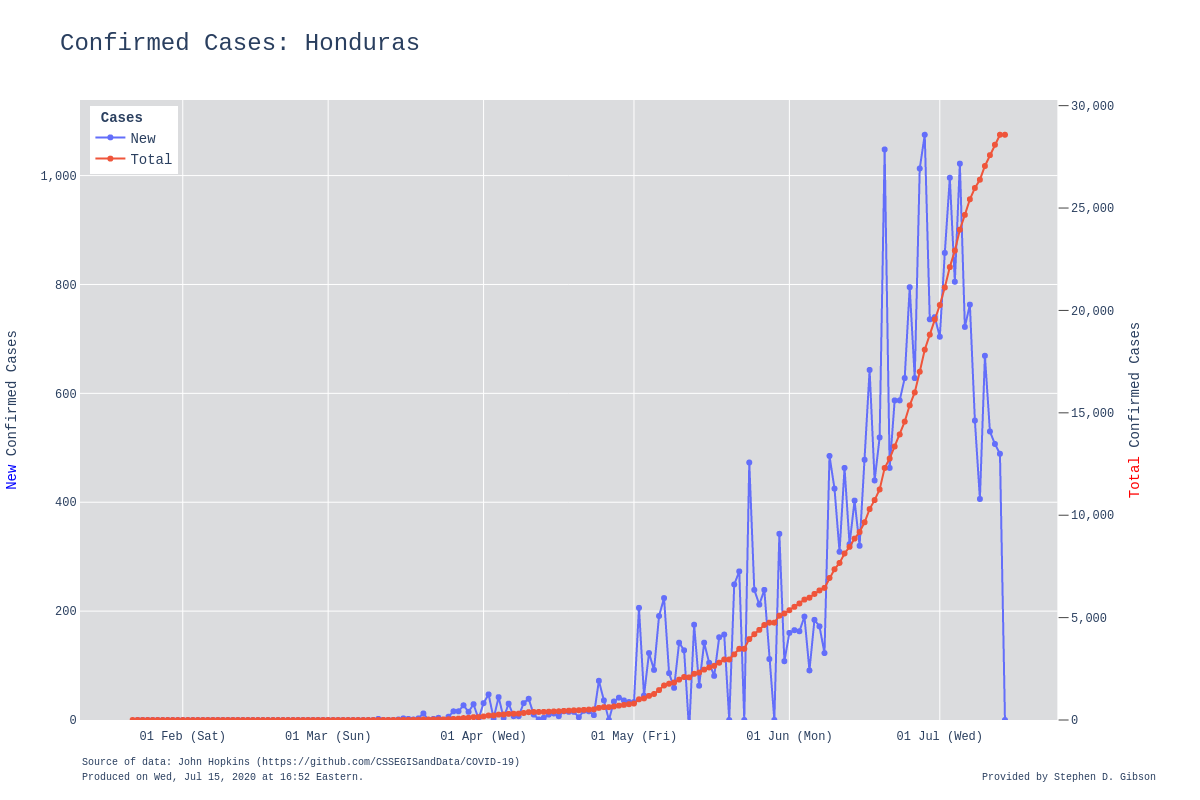 Confirmed Cases: Honduras
Cases
New
Total
1,000
800
600
400
200
0
New Confirmed Cases
30,000
25,000
20,000
15,000
10,000
5,000
0
Total Confirmed Cases
01 Feb (Sat) 01 Mar (Sun) 01 Apr (Wed) 01 May (Fri) 01 Jun (Mon) 01 Jul (Wed)
Source of data: John Hopkins (https://github.com/CSSEGISandData/COVID-19)
Produced on Wed, Jul 15, 2020 at 16:52 Eastern.
Provided by Stephen D. Gibson